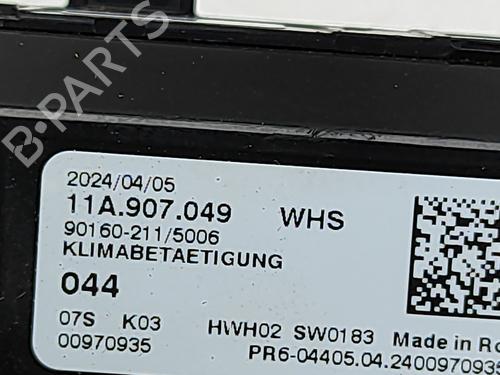 B-PARTS
2024/04/05
11A.907.049 WHS
90160-211/5006
KLIMABETAETIGUNG
044
07S K03 HWH02 SW0183 Made in Ro
00970935 PR6-04405.04.2400970935